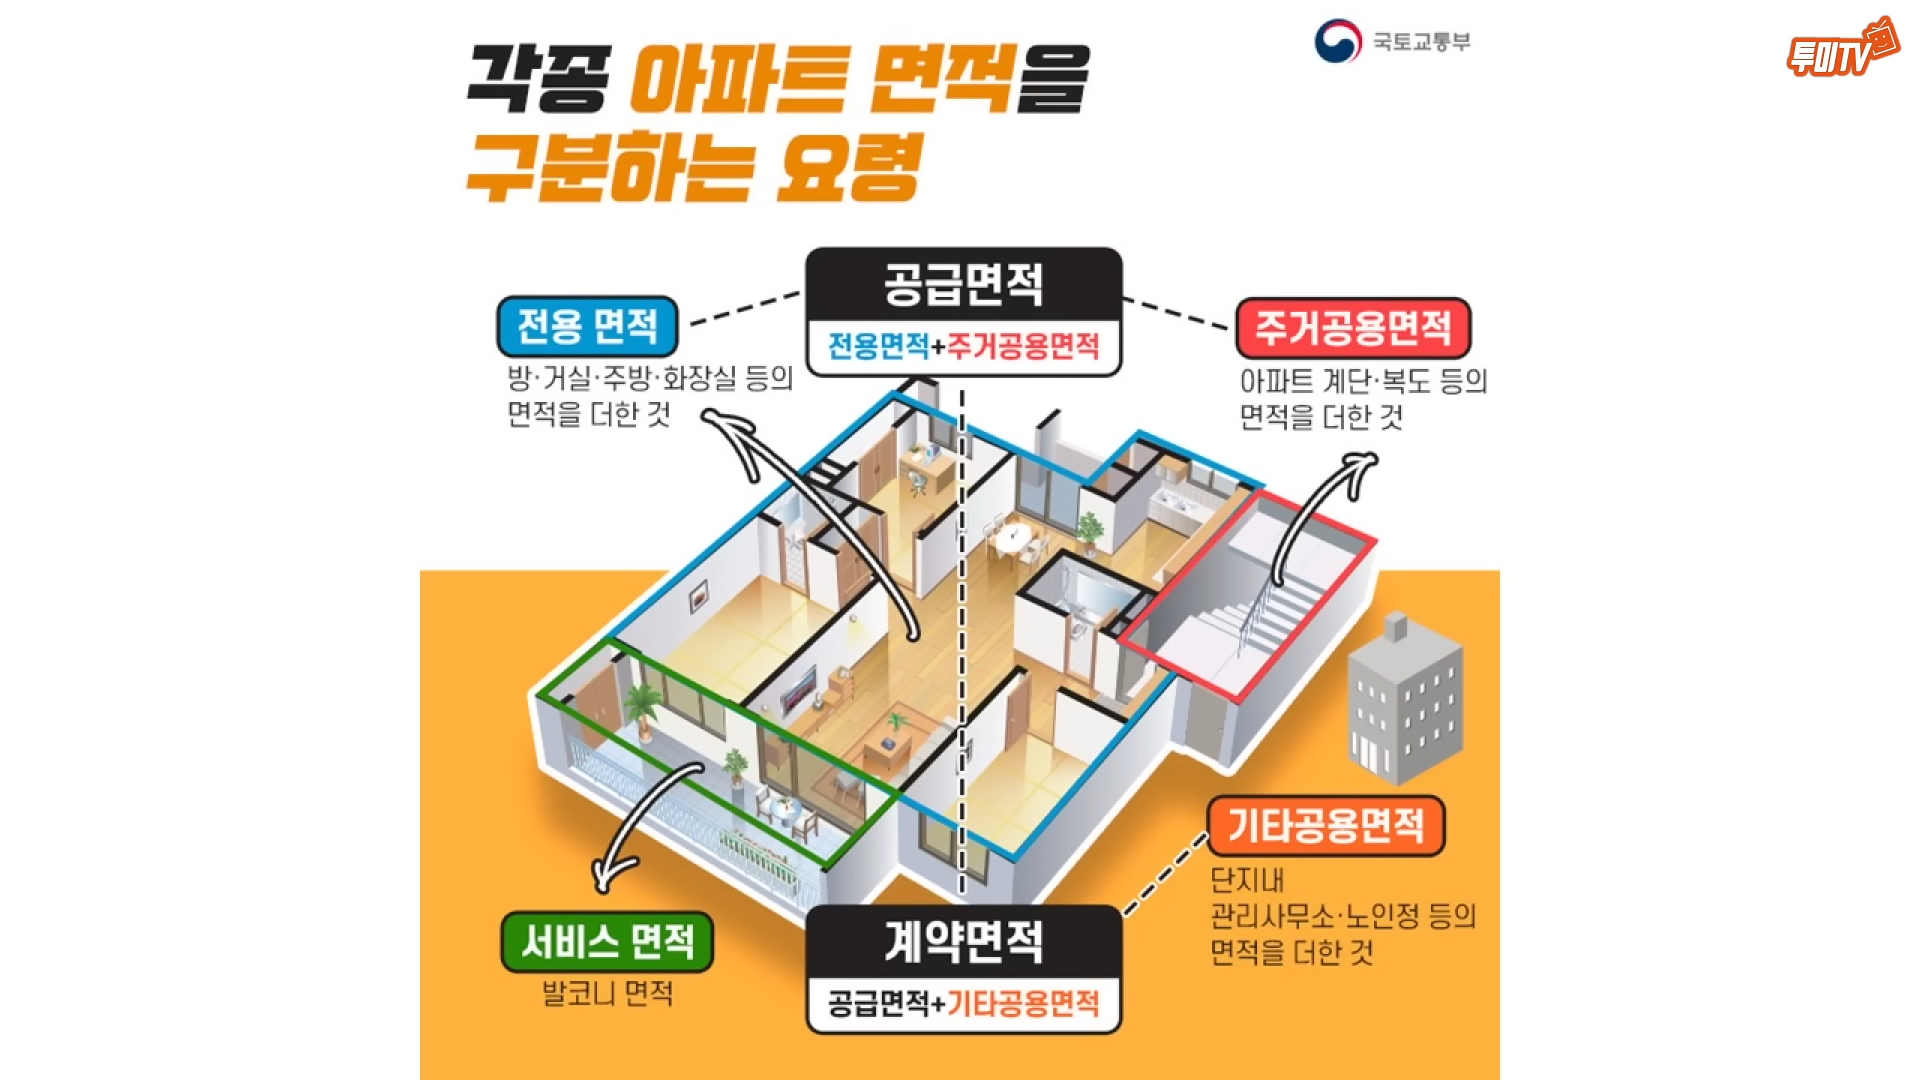 각종 아파트 면적을
구분하는 요령
국토교통부
투미TV
공급면적
전용면적+주거공용면적
전용 면적
방·거실·주방·화장실 등의
면적을 더한 것
주거공용면적
아파트 계단·복도 등의
면적을 더한 것
서비스 면적
발코니 면적
계약면적
공급면적+기타공용면적
기타공용면적
단지내
관리사무소·노인정 등의
면적을 더한 것